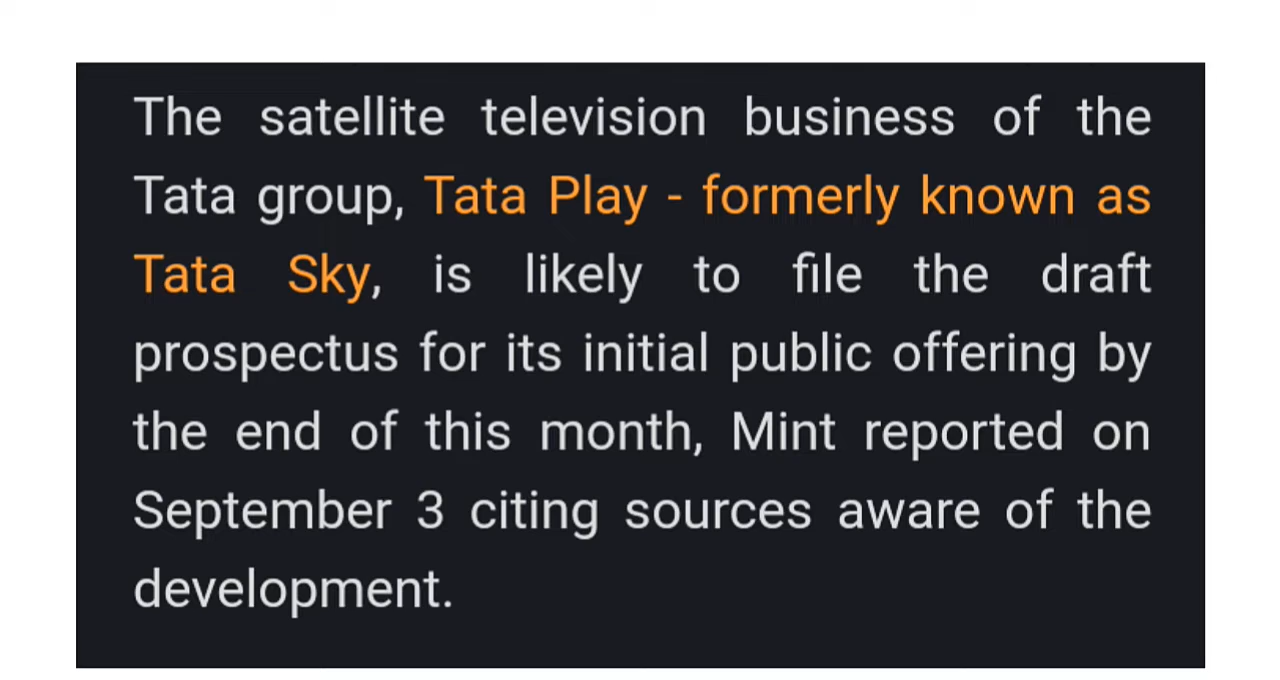 The satellite television business of the
Tata group, Tata Play - formerly known as
Tata Sky, is likely to file the draft
prospectus for its initial public offering by
the end of this month, Mint reported on
September 3 citing sources aware of the
development.